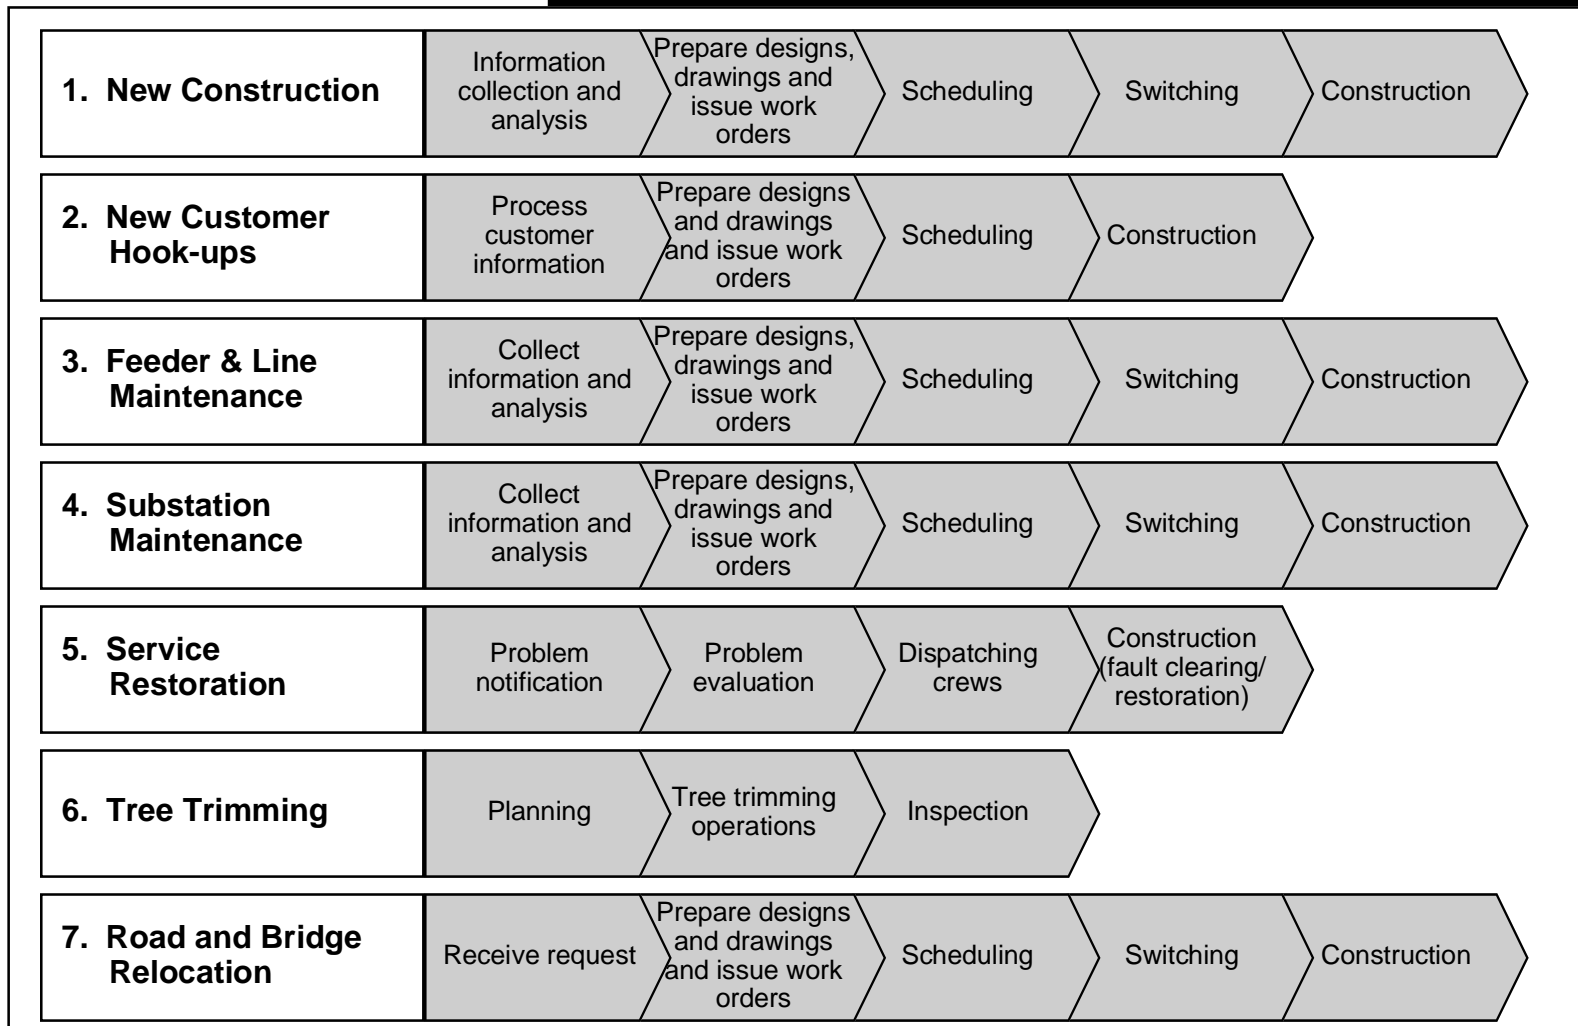 1. New Construction
Information
collection and
analysis
Prepare designs,
drawings and
issue work
orders
Scheduling
Switching
Construction
2. New Customer
Hook-ups
Process
customer
information
Prepare designs
and drawings
and issue work
orders
Scheduling
Construction
3. Feeder & Line
Maintenance
Collect
information and
analysis
Prepare designs,
drawings and
issue work
orders
Scheduling
Switching
Construction
4. Substation
Maintenance
Collect
information and
analysis
Prepare designs,
drawings and
issue work
orders
Scheduling
Switching
Construction
5. Service
Restoration
Problem
notification
Problem
evaluation
Dispatching
crews
Construction
(fault clearing/
restoration)
6. Tree Trimming
Planning
Tree trimming
operations
Inspection
7. Road and Bridge
Relocation
Receive request
Prepare designs
and drawings
and issue work
orders
Scheduling
Switching
Construction